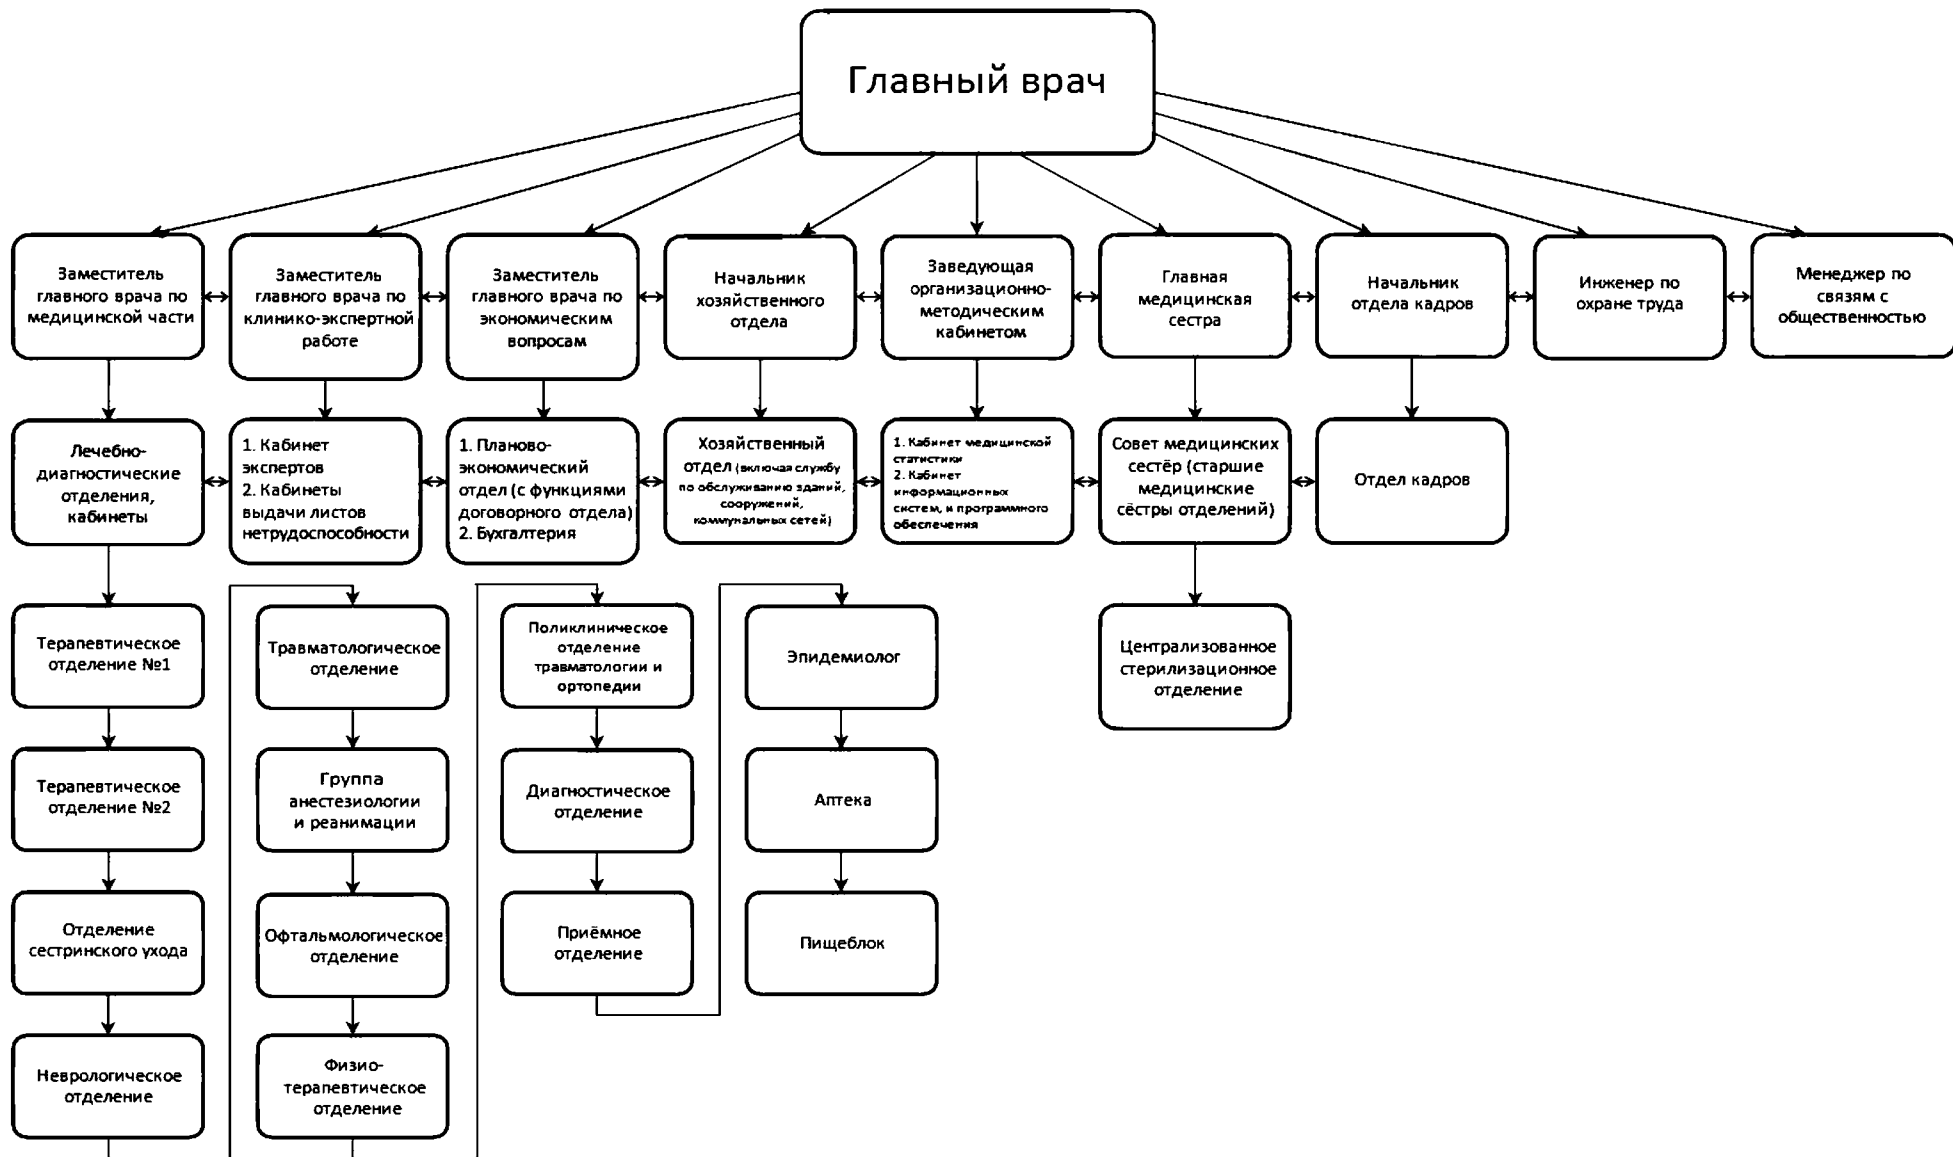 Главный врач
Заместитель
главного врача по
медицинской части
Заместитель
главного врача по
клинико-экспертной
работе
Заместитель
главного врача по
экономическим
вопросам
Начальник
хозяйственного
отдела
Заведующая
организационно-
методическим
кабинетом
Главная
медицинская
сестра
Начальник
отдела кадров
Инженер по
охране труда
Менеджер по
связям с
общественностью
Лечебно-
диагностические
отделения,
кабинеты
1. Кабинет
экспертов
2. Кабинеты
выдачи листов
нетрудоспособности
1. Планово-
экономический
отдел (с функциями
договорного отдела)
2. Бухгалтерия
Хозяйственный
отдел (включая службу
по обслуживанию зданий,
сооружений,
коммунальных сетей)
1. Кабинет медицинской
статистики
2. Кабинет
информационных
систем, и программного
обеспечения
Совет медицинских
сестёр (старшие
медицинские
сёстры отделений)
Отдел кадров
Терапевтическое
отделение №1
Травматологическое
отделение
Поликлиническое
отделение
травматологии и
ортопедии
Эпидемиолог
Централизованное
стерилизационное
отделение
Терапевтическое
отделение №2
Группа
анестезиологии
и реанимации
Диагностическое
отделение
Аптека
Отделение
сестринского ухода
Офтальмологическое
отделение
Приёмное
отделение
Пищеблок
Неврологическое
отделение
Физио-
терапевтическое
отделение